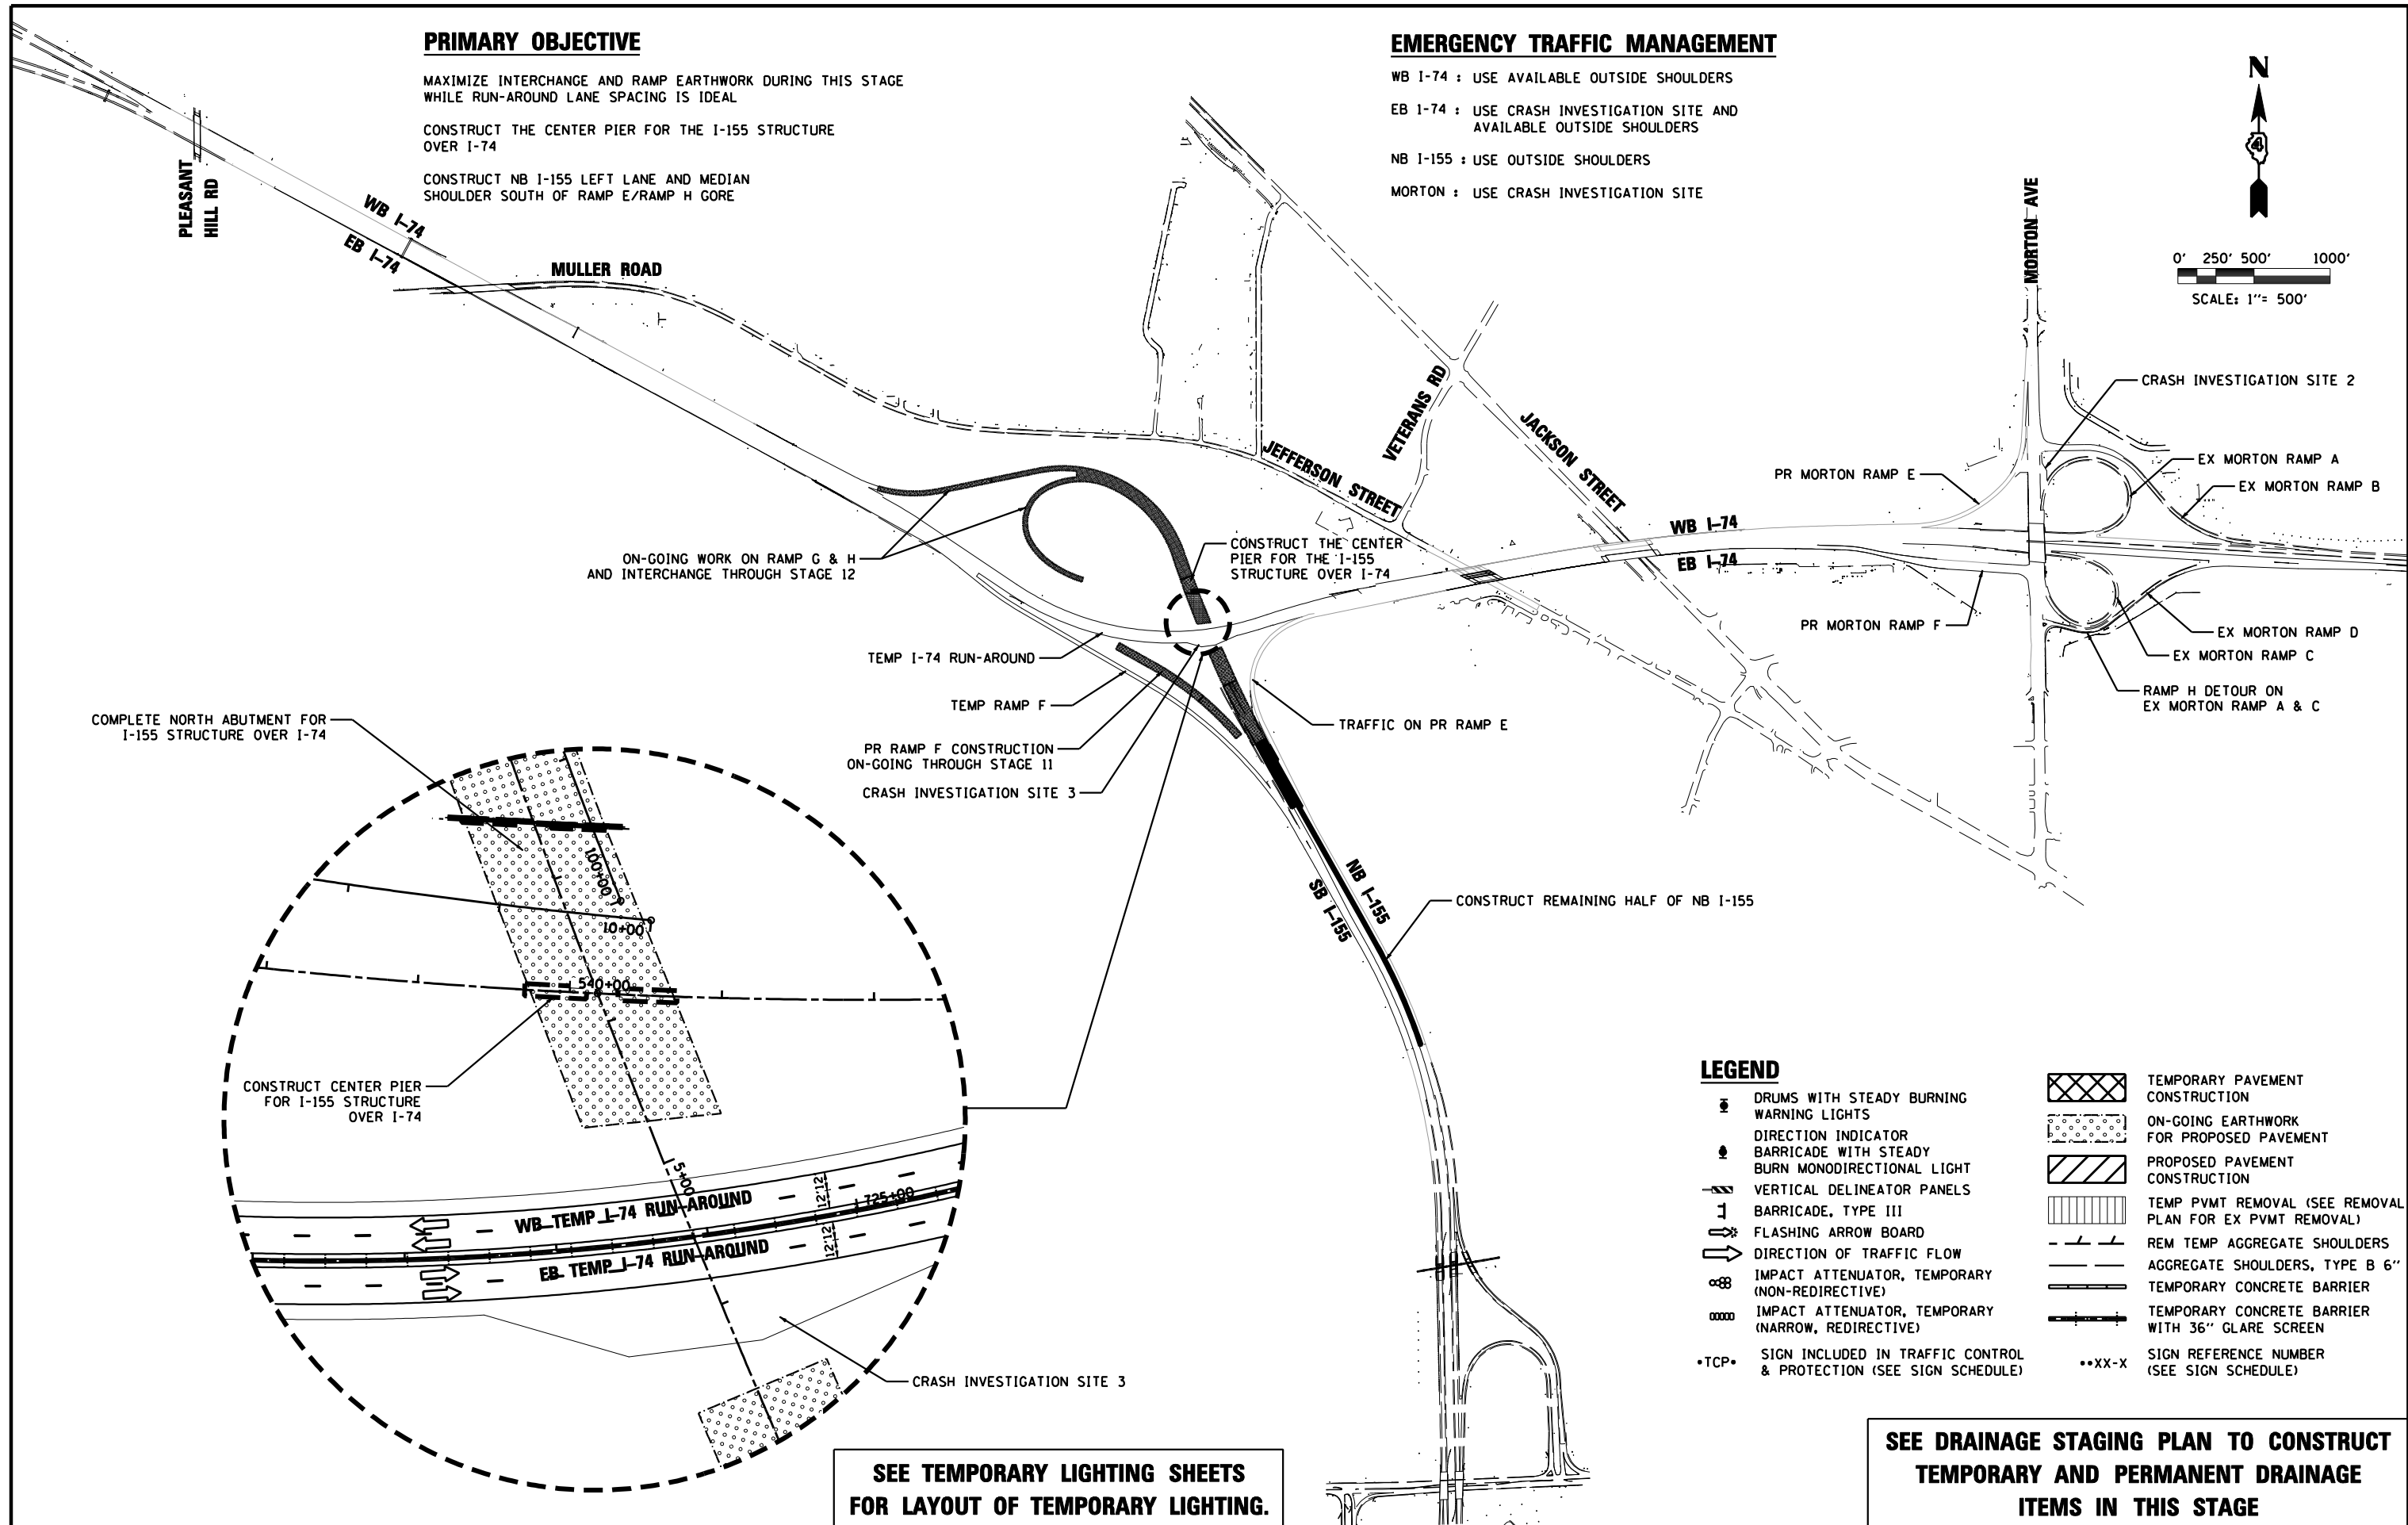 PRIMARY OBJECTIVE
MAXIMIZE INTERCHANGE AND RAMP EARTHWORK DURING THIS STAGE
WHILE RUN-AROUND LANE SPACING IS IDEAL
CONSTRUCT THE CENTER PIER FOR THE I-155 STRUCTURE
OVER I-74
CONSTRUCT NB I-155 LEFT LANE AND MEDIAN
SHOULDER SOUTH OF RAMP E/RAMP H GORE
EMERGENCY TRAFFIC MANAGEMENT
WB I-74 : USE AVAILABLE OUTSIDE SHOULDERS
EB 1-74 : USE CRASH INVESTIGATION SITE AND
AVAILABLE OUTSIDE SHOULDERS
NB I-155 : USE OUTSIDE SHOULDERS
MORTON : USE CRASH INVESTIGATION SITE
N
4
0' 250' 500' 1000'
SCALE: 1"= 500'
PLEASANT
HILL RD
WB I-74
EB I-74
MULLER ROAD
MORTON AVE
VETERANS RD
JACKSON STREET
JEFFERSON STREET
CRASH INVESTIGATION SITE 2
EX MORTON RAMP A
EX MORTON RAMP B
PR MORTON RAMP E
WB I-74
EB I-74
PR MORTON RAMP F
EX MORTON RAMP D
EX MORTON RAMP C
RAMP H DETOUR ON
EX MORTON RAMP A & C
ON-GOING WORK ON RAMP G & H
AND INTERCHANGE THROUGH STAGE 12
CONSTRUCT THE CENTER
PIER FOR THE I-155
STRUCTURE OVER I-74
TEMP I-74 RUN-AROUND
TEMP RAMP F
PR RAMP F CONSTRUCTION
ON-GOING THROUGH STAGE 11
CRASH INVESTIGATION SITE 3
TRAFFIC ON PR RAMP E
NB I-155
SB I-155
CONSTRUCT REMAINING HALF OF NB I-155
COMPLETE NORTH ABUTMENT FOR
I-155 STRUCTURE OVER I-74
100+00
10+00
540+00
CONSTRUCT CENTER PIER
FOR I-155 STRUCTURE
OVER I-74
5+00
WB TEMP I-74 RUN-AROUND
12'12'
725+00
EB TEMP I-74 RUN-AROUND
12'12'
CRASH INVESTIGATION SITE 3
LEGEND
DRUMS WITH STEADY BURNING
WARNING LIGHTS
DIRECTION INDICATOR
BARRICADE WITH STEADY
BURN MONODIRECTIONAL LIGHT
VERTICAL DELINEATOR PANELS
BARRICADE, TYPE III
FLASHING ARROW BOARD
DIRECTION OF TRAFFIC FLOW
IMPACT ATTENUATOR, TEMPORARY
(NON-REDIRECTIVE)
IMPACT ATTENUATOR, TEMPORARY
(NARROW, REDIRECTIVE)
•TCP• SIGN INCLUDED IN TRAFFIC CONTROL
& PROTECTION (SEE SIGN SCHEDULE)
TEMPORARY PAVEMENT
CONSTRUCTION
ON-GOING EARTHWORK
FOR PROPOSED PAVEMENT
PROPOSED PAVEMENT
CONSTRUCTION
TEMP PVMT REMOVAL (SEE REMOVAL
PLAN FOR EX PVMT REMOVAL)
REM TEMP AGGREGATE SHOULDERS
AGGREGATE SHOULDERS, TYPE B 6"
TEMPORARY CONCRETE BARRIER
TEMPORARY CONCRETE BARRIER
WITH 36" GLARE SCREEN
••XX-X SIGN REFERENCE NUMBER
(SEE SIGN SCHEDULE)
SEE TEMPORARY LIGHTING SHEETS
FOR LAYOUT OF TEMPORARY LIGHTING.
SEE DRAINAGE STAGING PLAN TO CONSTRUCT
TEMPORARY AND PERMANENT DRAINAGE
ITEMS IN THIS STAGE